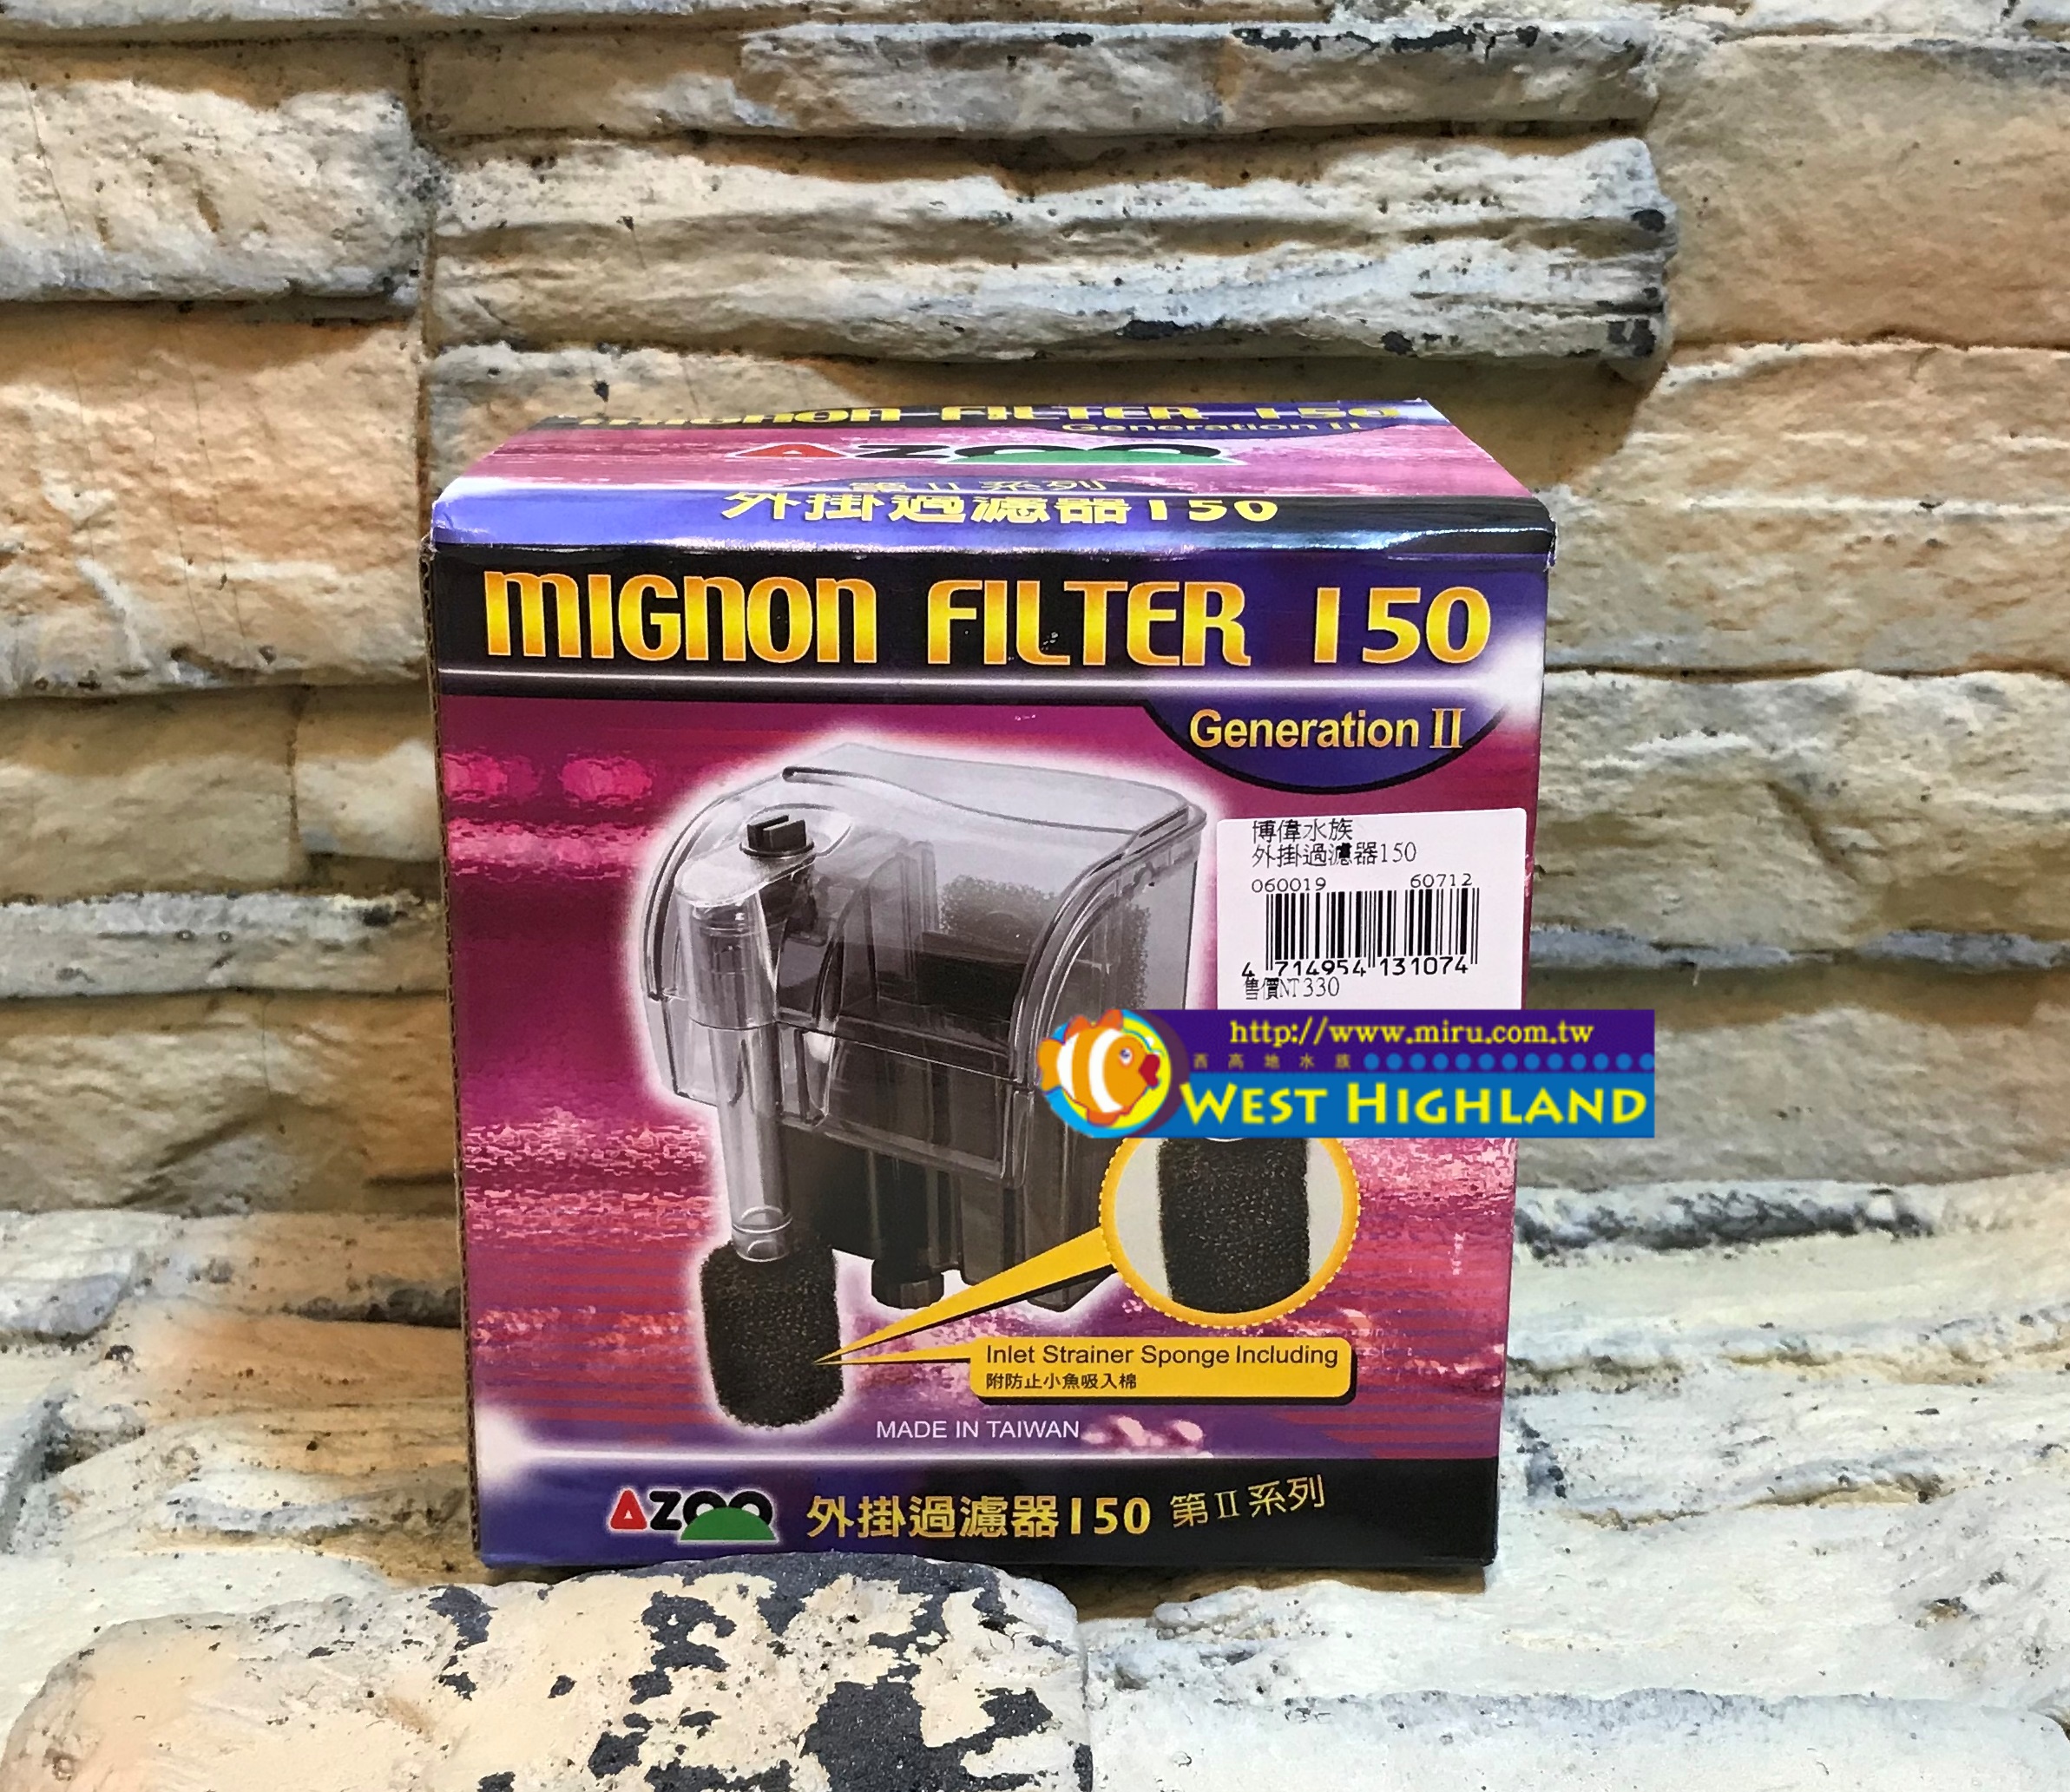 MIGNON FILTER 150
Generation II
AZOO
第II系列
外掛過濾器150
MIGNON FILTER 150
Generation II
博偉水族
外掛過濾器150
060019 60712
4 714954 131074
售價NT 330
http://www.miru.com.tw
西高地水族
WEST HIGHLAND
Inlet Strainer Sponge Including
附防止小魚吸入棉
MADE IN TAIWAN
AZOO 外掛過濾器150 第II系列